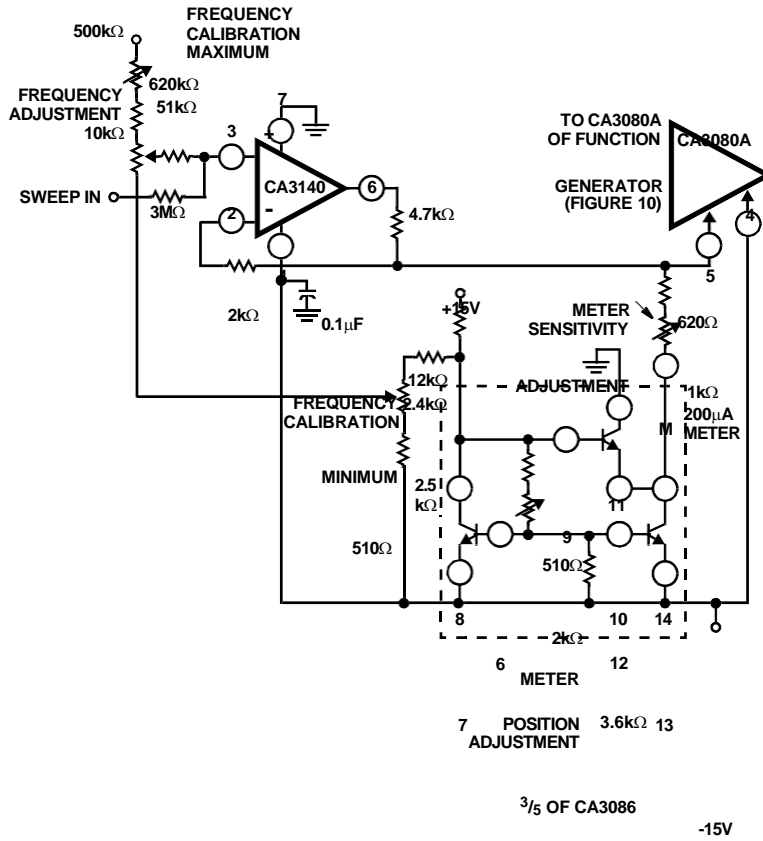 FREQUENCY
CALIBRATION
MAXIMUM
500kΩ
620kΩ
51kΩ
FREQUENCY
ADJUSTMENT
10kΩ
7
3
+
CA3140
6
2
-
SWEEP IN
3MΩ
4.7kΩ
TO CA3080A
OF FUNCTION
GENERATOR
(FIGURE 10)
CA3080A
4
5
2kΩ
0.1μF
+15V
METER
SENSITIVITY
ADJUSTMENT
620Ω
12kΩ
2.4kΩ
FREQUENCY
CALIBRATION
MINIMUM
1kΩ
200μA
METER
M
2.5
kΩ
11
9
510Ω
510Ω
8
10
14
2kΩ
6
12
METER
7
POSITION
ADJUSTMENT
3.6kΩ
13
3/5 OF CA3086
-15V